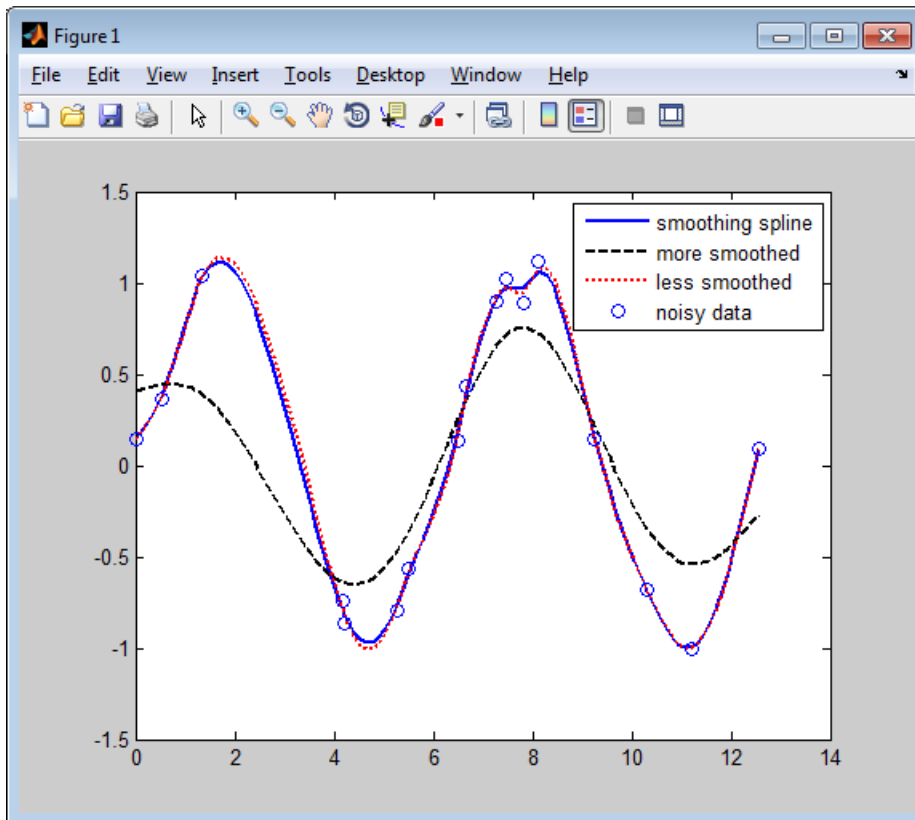 Figure 1
File Edit View Insert Tools Desktop Window Help
1.5
1
0.5
0
-0.5
-1
-1.5
0 2 4 6 8 10 12 14
smoothing spline
more smoothed
less smoothed
noisy data